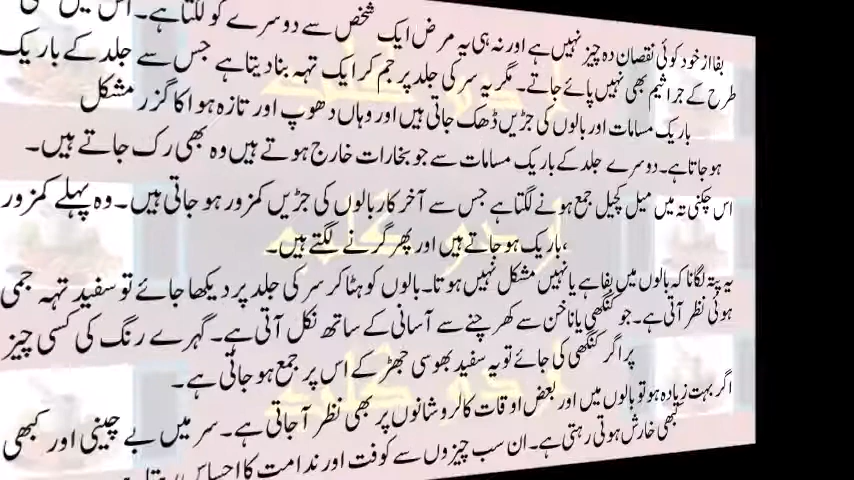 بفا از خود کوئی نقصان دہ چیز نہیں ہے اور نہ ہی یہ مرض ایک شخص سے دوسرے کو لگتا ہے۔
طرح کے جراثیم بھی نہیں پائے جاتے۔ مگر یہ سر کی جلد پر جم کر ایک تہہ بنا دیتا ہے جس سے جلد کے باریک
باریک مسامات اور بالوں کی جڑیں ڈھک جاتی ہیں اور وہاں دھوپ اور تازہ ہوا کا گزر مشکل
ہو جاتا ہے۔ دوسرے جلد کے باریک مسامات سے جو بخارات خارج ہوتے ہیں وہ بھی رک جاتے ہیں۔
اس چکنی تہ میں میل کچیل جمع ہونے لگتا ہے جس سے آخر کار بالوں کی جڑیں کمزور ہو جاتی ہیں۔ وہ پہلے کمزور
،باریک ہو جاتے ہیں اور پھر گرنے لگتے ہیں۔
یہ پتہ لگانا کہ بالوں میں بفا ہے یا نہیں مشکل نہیں ہوتا۔ بالوں کو ہٹا کر سر کی جلد پر دیکھا جائے تو سفید تہہ جمی
ہوئی نظر آتی ہے۔ جو کنگھی یا ناخن سے کھرچنے سے آسانی کے ساتھ نکل آتی ہے۔ گہرے رنگ کی کسی چیز
پر اگر کنگھی کی جائے تو یہ سفید بھوسی جھڑ کے اس پر جمع ہو جاتی ہے۔
اگر بہت زیادہ ہو تو بالوں میں اور بعض اوقات کالر و شانوں پر بھی نظر آ جاتی ہے۔ سر میں بے چینی اور کبھی
کبھی خارش ہوتی رہتی ہے۔ ان سب چیزوں سے کوفت اور ندامت کا احساس